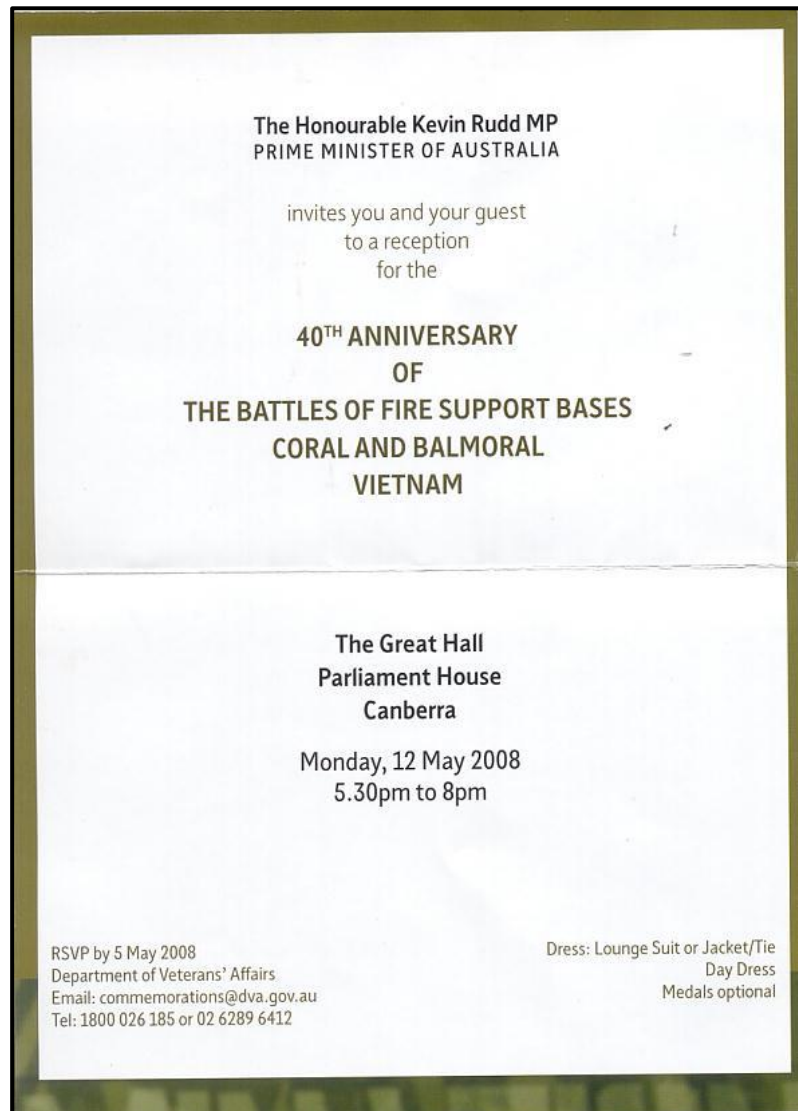 The Honourable Kevin Rudd MP
PRIME MINISTER OF AUSTRALIA
invites you and your guest
to a reception
for the
40TH ANNIVERSARY
OF
THE BATTLES OF FIRE SUPPORT BASES
CORAL AND BALMORAL
VIETNAM
The Great Hall
Parliament House
Canberra
Monday, 12 May 2008
5.30pm to 8pm
RSVP by 5 May 2008
Department of Veterans' Affairs
Email: commemorations@dva.gov.au
Tel: 1800 026 185 or 02 6289 6412
Dress: Lounge Suit or Jacket/Tie
Day Dress
Medals optional